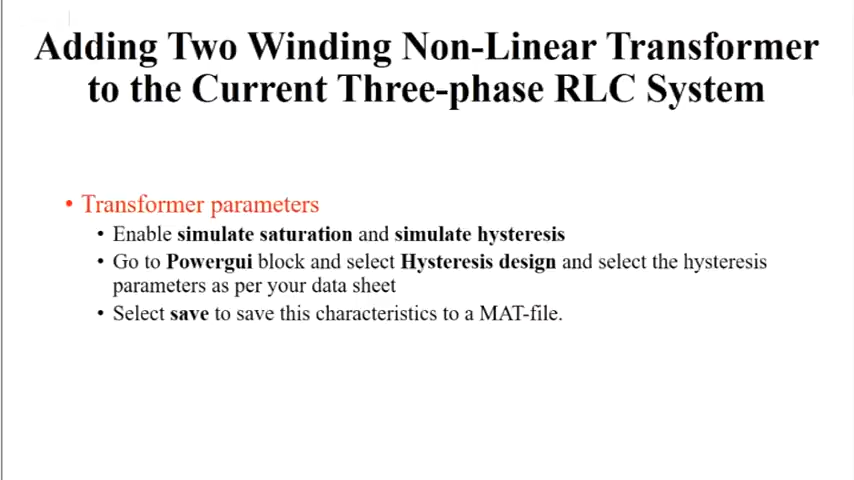 Adding Two Winding Non-Linear Transformer
to the Current Three-phase RLC System
• Transformer parameters
• Enable simulate saturation and simulate hysteresis
• Go to Powergui block and select Hysteresis design and select the hysteresis
parameters as per your data sheet
• Select save to save this characteristics to a MAT-file.